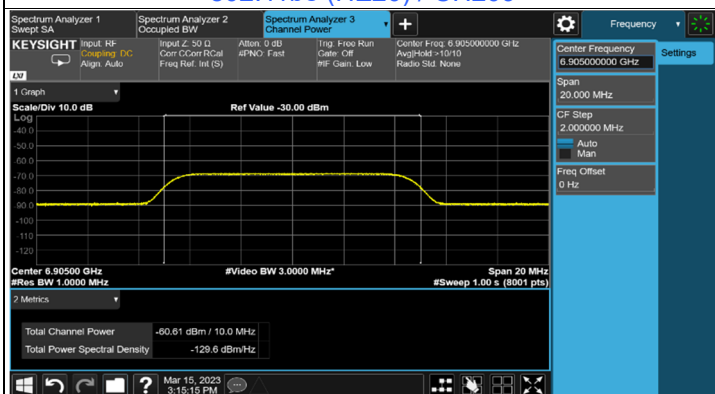 Spectrum Analyzer 1
Swept SA
Spectrum Analyzer 2
Occupied BW
Spectrum Analyzer 3
Channel Power
Frequency
KEYSIGHT
Input: RF
Coupling: DC
Align: Auto
Input Z: 50 Ω
Corr CCorr RCal
Freq Ref: Int (S)
Atten: 0 dB
#PNO: Fast
Trig: Free Run
Gate: Off
#IF Gain: Low
Center Freq: 6.905000000 GHz
Avg|Hold:>10/10
Radio Std: None
LXI
Center Frequency
6.905000000 GHz
Settings
Span
20.000 MHz
CF Step
2.000000 MHz
Auto
Man
Freq Offset
0 Hz
1 Graph
Scale/Div 10.0 dB
Ref Value -30.00 dBm
Log
-40.0
-50.0
-60.0
-70.0
-80.0
-90.0
-100
-110
-120
Center 6.90500 GHz
#Video BW 3.0000 MHz*
Span 20 MHz
#Res BW 1.0000 MHz
#Sweep 1.00 s (8001 pts)
2 Metrics
Total Channel Power -60.61 dBm / 10.0 MHz
Total Power Spectral Density -129.6 dBm/Hz
?
Mar 15, 2023
3:15:15 PM